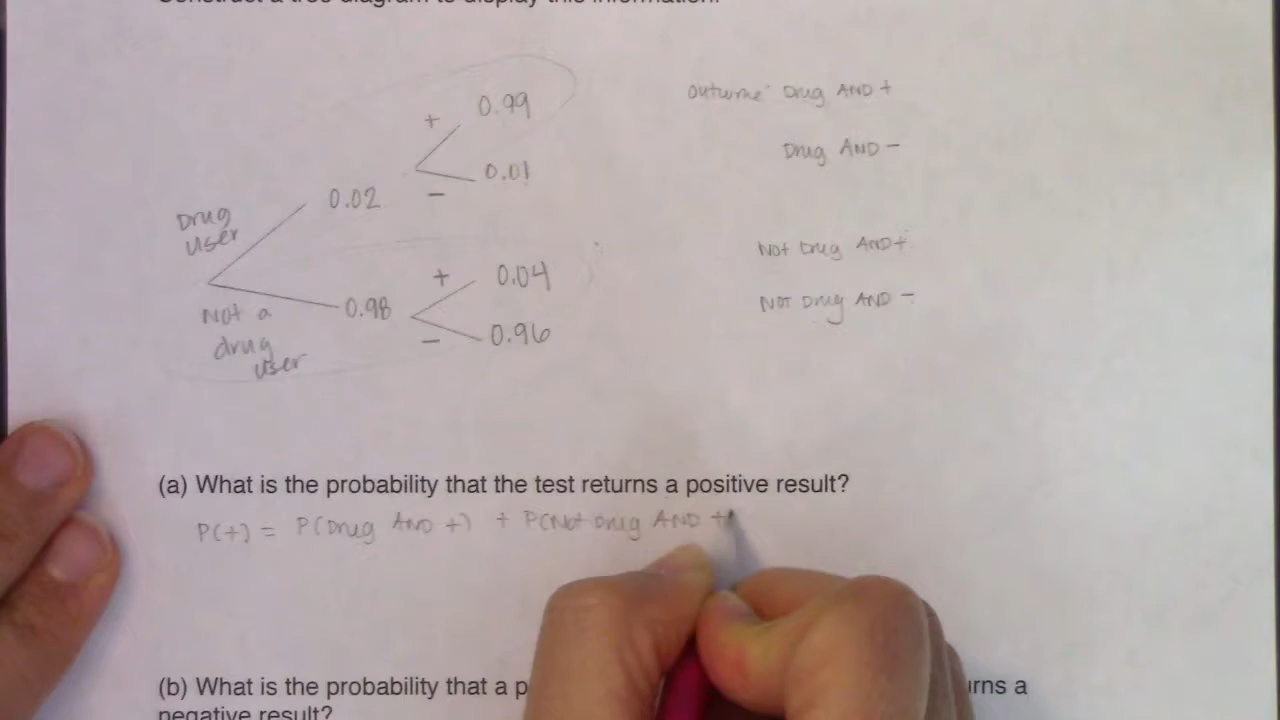 Construct a tree diagram to display this information.
+ 0.99
- 0.01
Drug user 0.02
+ 0.04
Not a drug user 0.98
- 0.96
outcome: Drug AND +
Drug AND -
Not Drug AND +
Not Drug AND -
(a) What is the probability that the test returns a positive result?
P(+) = P(Drug AND +) + P(Not Drug AND +
(b) What is the probability that a p
rns a
negative result?